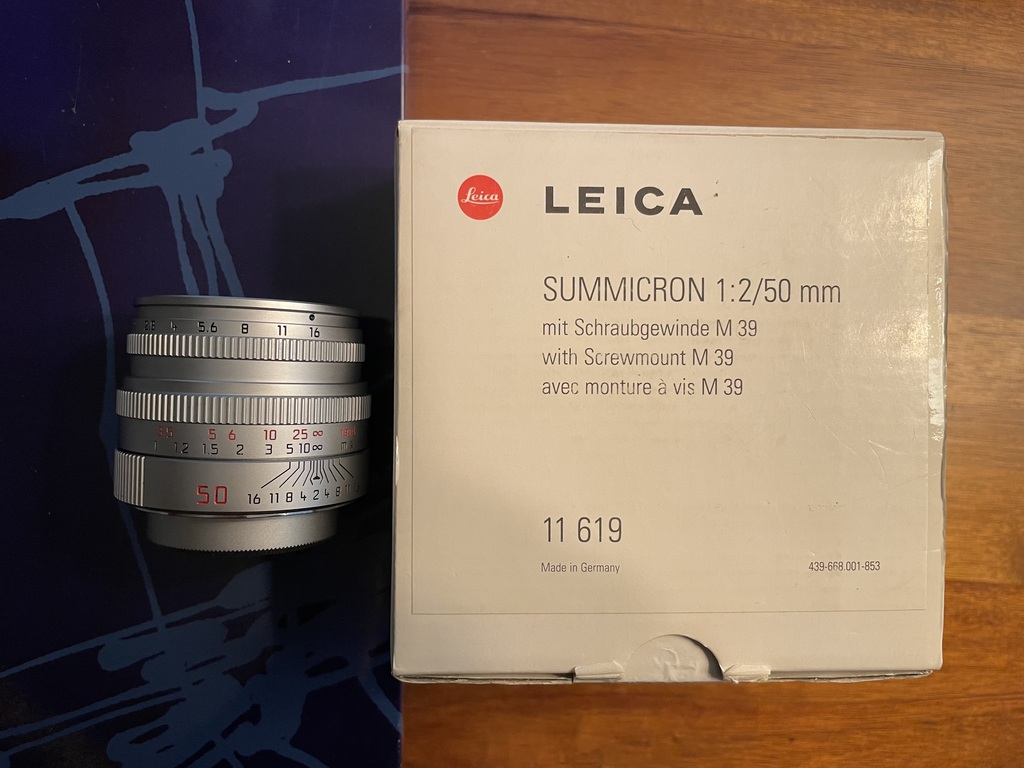 Leica
LEICA
SUMMICRON 1:2/50 mm
mit Schraubgewinde M 39
with Screwmount M 39
avec monture à vis M 39
11 619
Made in Germany
439-668.001-853
4 5.6 8 11 16
5 6 10 25 ∞
1 1.2 1.5 2 3 5 10 ∞ m
50
16 11 8 4 2 4 8 11